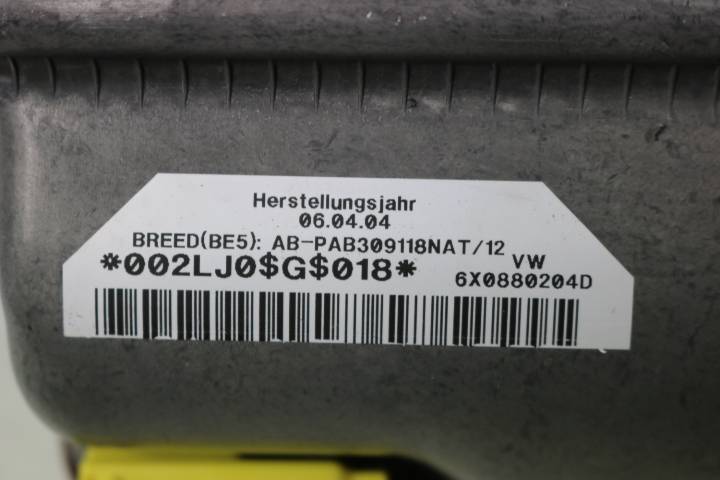 Herstellungsjahr
06.04.04
BREED(BE5): AB-PAB309118NAT/12 VW
*002LJ0$G$018* 6X0880204D